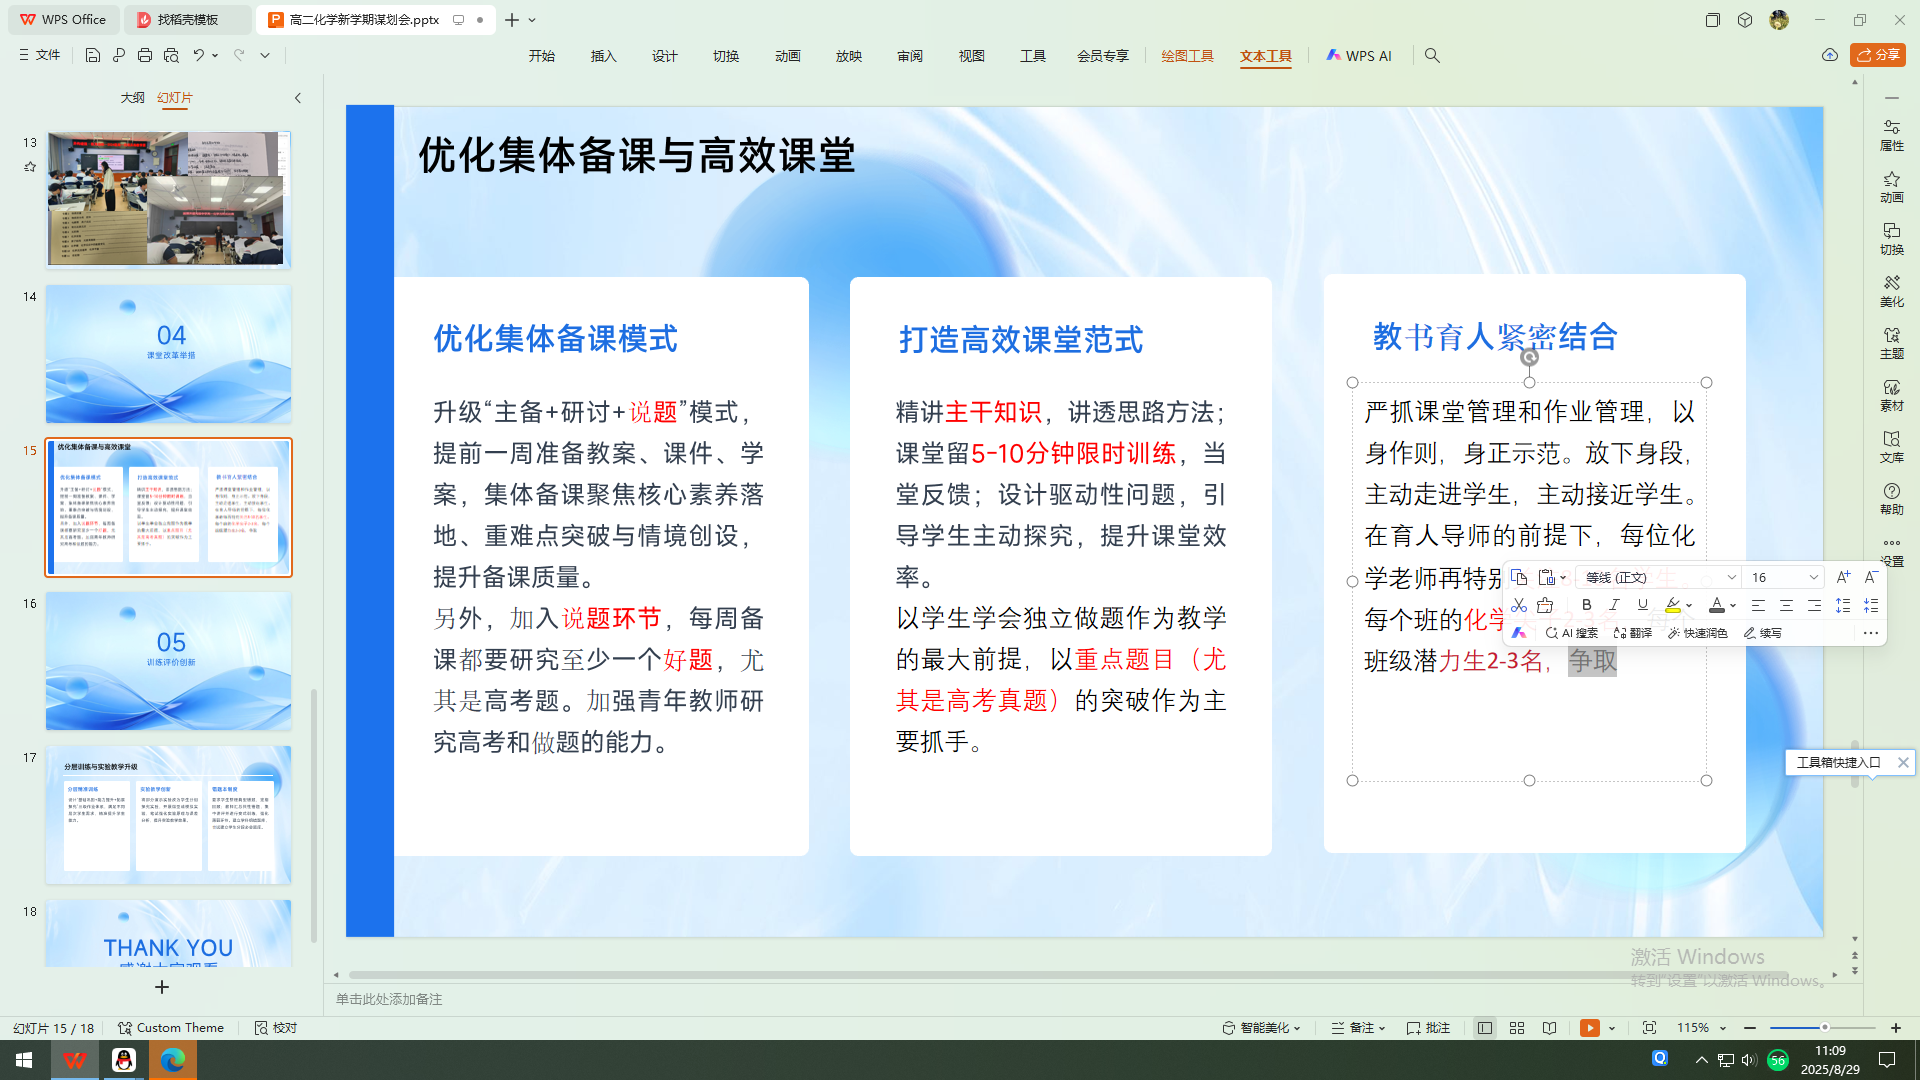 WPS Office
找稻壳模板
高二化学新学期谋划会.pptx
文件
开始
插入
设计
切换
动画
放映
审阅
视图
工具
会员专享
绘图工具
文本工具
WPS AI
分享
大纲
幻灯片
13
14
04
课堂改革举措
15
16
05
训练评价创新
17
分层训练与实验教学升级
18
THANK YOU
优化集体备课与高效课堂
优化集体备课模式
升级“主备+研讨+说题”模式，
提前一周准备教案、课件、学
案，集体备课聚焦核心素养落
地、重难点突破与情境创设，
提升备课质量。
另外，加入说题环节，每周备
课都要研究至少一个好题，尤
其是高考题。加强青年教师研
究高考和做题的能力。
打造高效课堂范式
精讲主干知识，讲透思路方法；
课堂留5-10分钟限时训练，当
堂反馈；设计驱动性问题，引
导学生主动探究，提升课堂效
率。
以学生学会独立做题作为教学
的最大前提，以重点题目（尤
其是高考真题）的突破作为主
要抓手。
教书育人紧密结合
严抓课堂管理和作业管理，以
身作则，身正示范。放下身段，
主动走进学生，主动接近学生。
在育人导师的前提下，每位化
学老师再特别
每个班的化学
班级潜力生2-3名，争取
等线 (正文)
16
B
I
U
A
AI 搜索
翻译
快速润色
续写
属性
动画
切换
美化
主题
素材
文库
帮助
设置
工具箱快捷入口
激活 Windows
转到“设置”以激活 Windows。
单击此处添加备注
幻灯片 15 / 18
Custom Theme
校对
智能美化
备注
批注
115%
56
11:09
2025/8/29